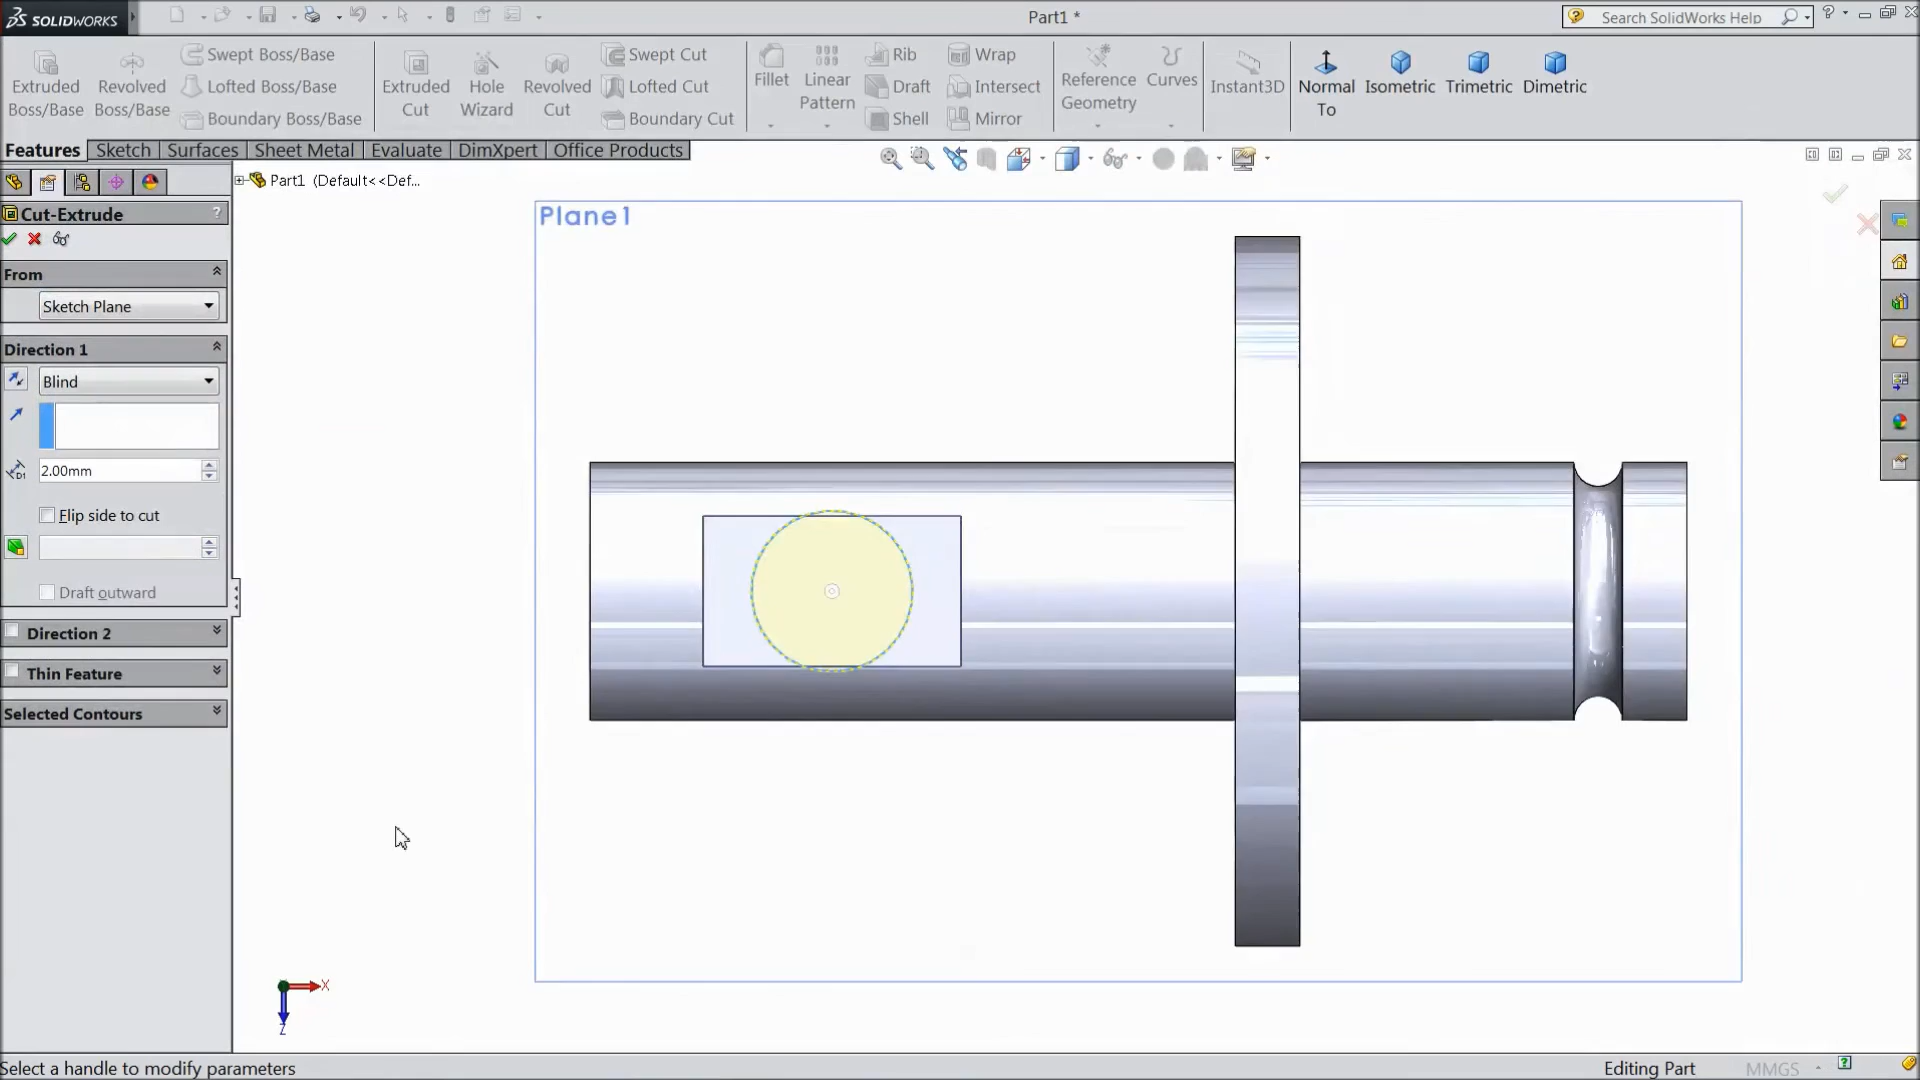 SOLIDWORKS
Part1 *
Search SolidWorks Help
Extruded Boss/Base
Revolved Boss/Base
Swept Boss/Base
Lofted Boss/Base
Boundary Boss/Base
Extruded Cut
Hole Wizard
Revolved Cut
Swept Cut
Lofted Cut
Boundary Cut
Fillet
Linear Pattern
Rib
Draft
Shell
Wrap
Intersect
Mirror
Reference Geometry
Curves
Instant3D
Normal To
Isometric
Trimetric
Dimetric
Features
Sketch
Surfaces
Sheet Metal
Evaluate
DimXpert
Office Products
Part1 (Default<<Def...
Cut-Extrude
?
From
Sketch Plane
Direction 1
Blind
D1
2.00mm
Flip side to cut
Draft outward
Direction 2
Thin Feature
Selected Contours
Plane1
X
Z
Select a handle to modify parameters
Editing Part
MMGS